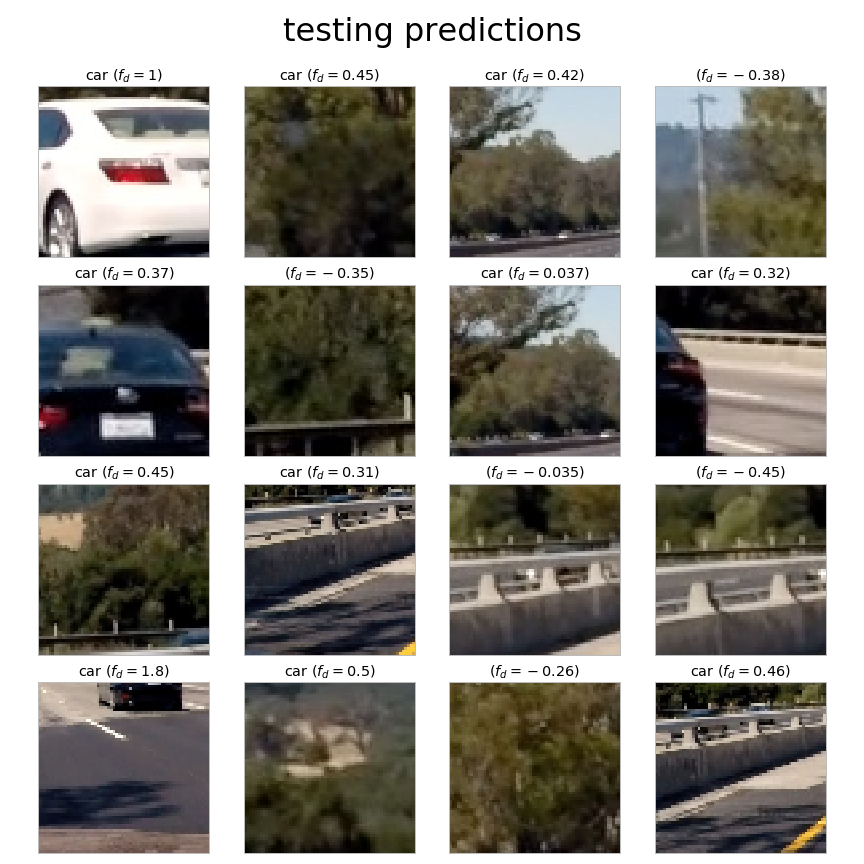 testing predictions
car (f_d = 1) car (f_d = 0.45) car (f_d = 0.42) (f_d = −0.38)
car (f_d = 0.37) (f_d = −0.35) car (f_d = 0.037) car (f_d = 0.32)
car (f_d = 0.45) car (f_d = 0.31) (f_d = −0.035) (f_d = −0.45)
car (f_d = 1.8) car (f_d = 0.5) (f_d = −0.26) car (f_d = 0.46)